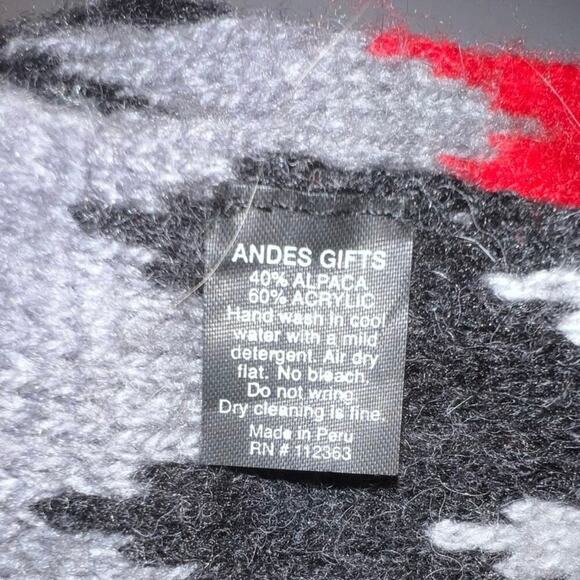 ANDES GIFTS
40% ALPACA
60% ACRYLIC
Hand wash in cool
water with a mild
detergent. Air dry
flat. No bleach.
Do not wring.
Dry cleaning is fine.
Made in Peru
RN # 112363